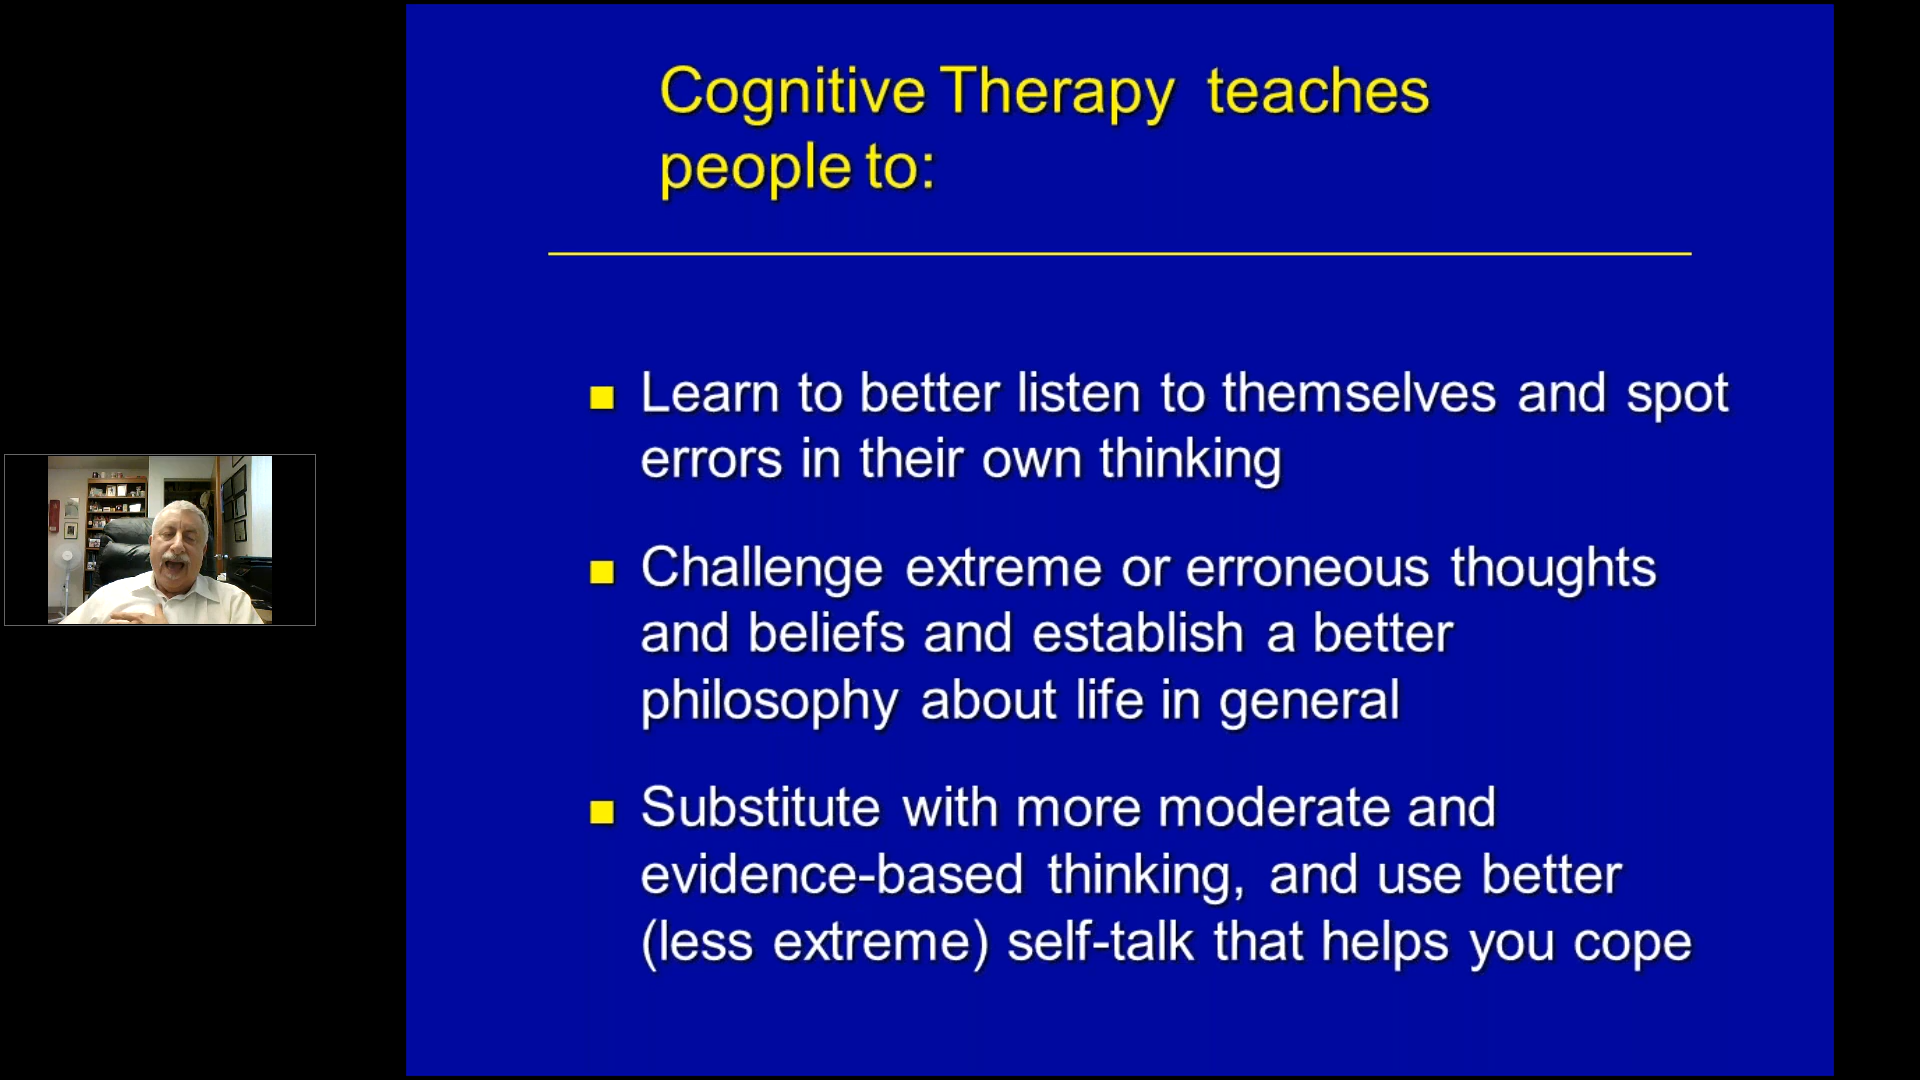 Cognitive Therapy teaches
people to:
Learn to better listen to themselves and spot
errors in their own thinking
Challenge extreme or erroneous thoughts
and beliefs and establish a better
philosophy about life in general
Substitute with more moderate and
evidence-based thinking, and use better
(less extreme) self-talk that helps you cope